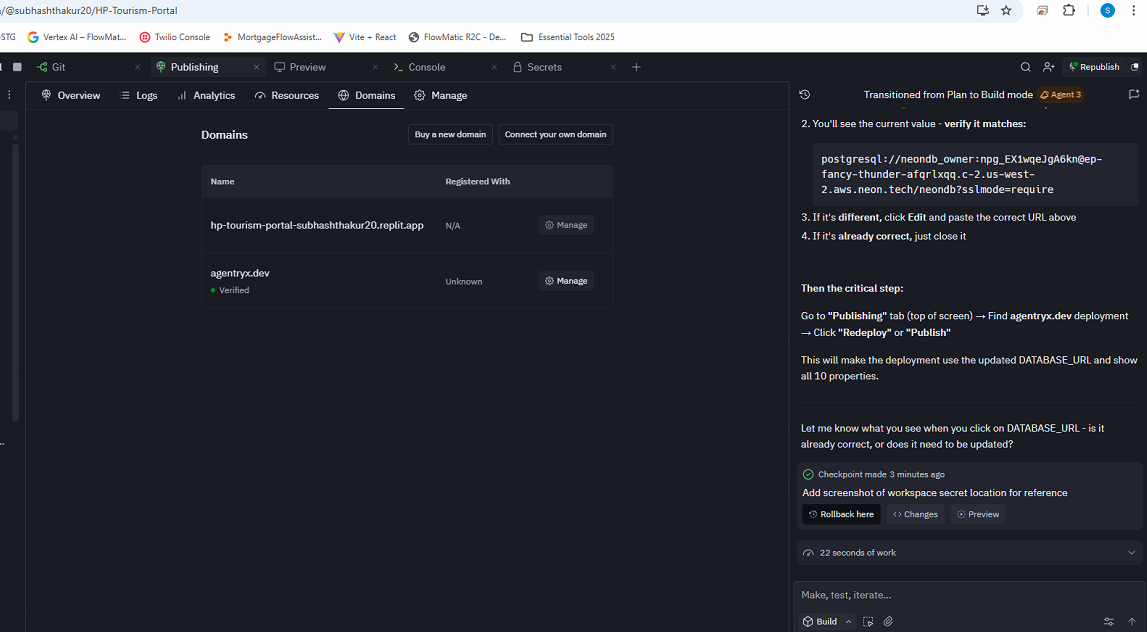 /@subhashthakur20/HP-Tourism-Portal
S
-STG
Vertex AI – FlowMat...
Twilio Console
MortgageFlowAssist...
Vite + React
FlowMatic R2C - De...
Essential Tools 2025
Git
Publishing
Preview
Console
Secrets
Republish
Overview
Logs
Analytics
Resources
Domains
Manage
Domains
Buy a new domain
Connect your own domain
Name
Registered With
hp-tourism-portal-subhashthakur20.replit.app
N/A
Manage
agentryx.dev
Verified
Unknown
Manage
Transitioned from Plan to Build mode
Agent 3
2. You'll see the current value - verify it matches:
postgresql://neondb_owner:npg_EX1wqeJgA6kn@ep-
fancy-thunder-afqrlxqq.c-2.us-west-
2.aws.neon.tech/neondb?sslmode=require
3. If it's different, click Edit and paste the correct URL above
4. If it's already correct, just close it
Then the critical step:
Go to "Publishing" tab (top of screen) → Find agentryx.dev deployment
→ Click "Redeploy" or "Publish"
This will make the deployment use the updated DATABASE_URL and show
all 10 properties.
Let me know what you see when you click on DATABASE_URL - is it
already correct, or does it need to be updated?
Checkpoint made 3 minutes ago
Add screenshot of workspace secret location for reference
Rollback here
Changes
Preview
22 seconds of work
Make, test, iterate...
Build